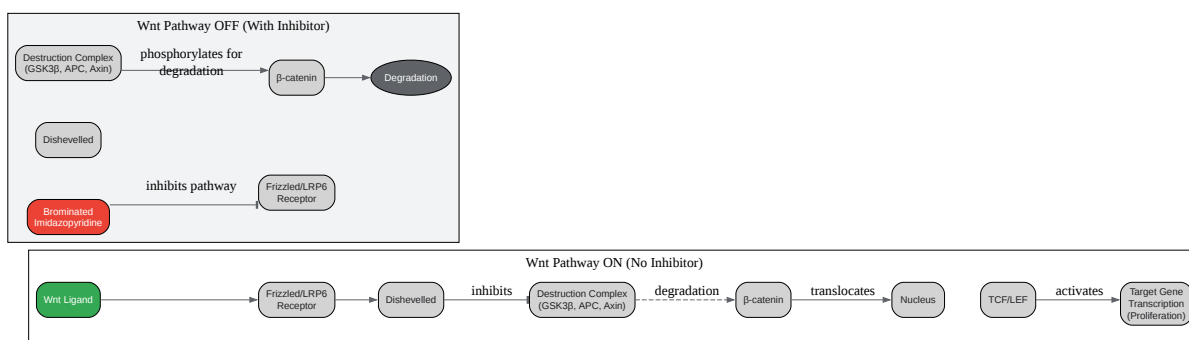 Wnt Pathway OFF (With Inhibitor)
Destruction Complex
(GSK3β, APC, Axin)
phosphorylates for
degradation
β-catenin
Degradation
Dishevelled
Brominated
Imidazopyridine
inhibits pathway
Frizzled/LRP6
Receptor
Wnt Pathway ON (No Inhibitor)
Wnt Ligand
Frizzled/LRP6
Receptor
Dishevelled
inhibits
Destruction Complex
(GSK3β, APC, Axin)
degradation
β-catenin
translocates
Nucleus
TCF/LEF
activates
Target Gene
Transcription
(Proliferation)